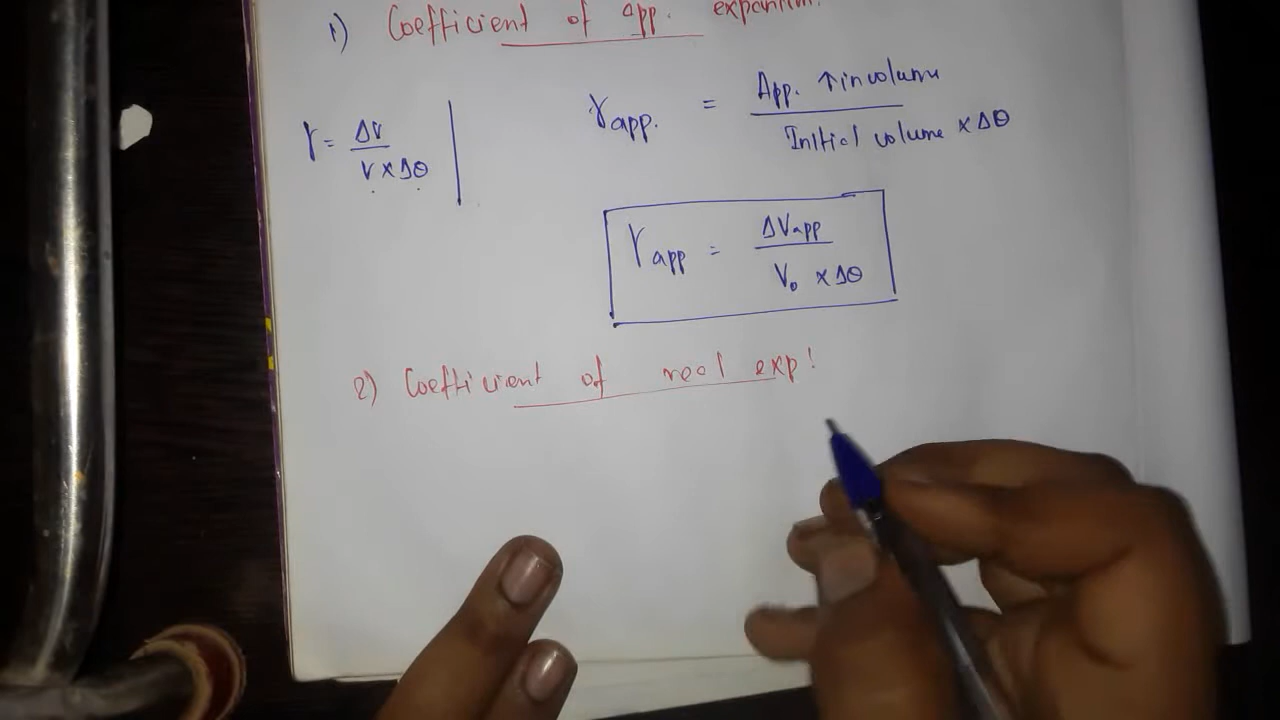 1) Coefficient of app. expansion.
γapp. = App. ↑ in volume / Initial volume × Δθ
γ = ΔV / V × Δθ
γapp = ΔVapp / V₀ × Δθ
2) Coefficient of real exp!